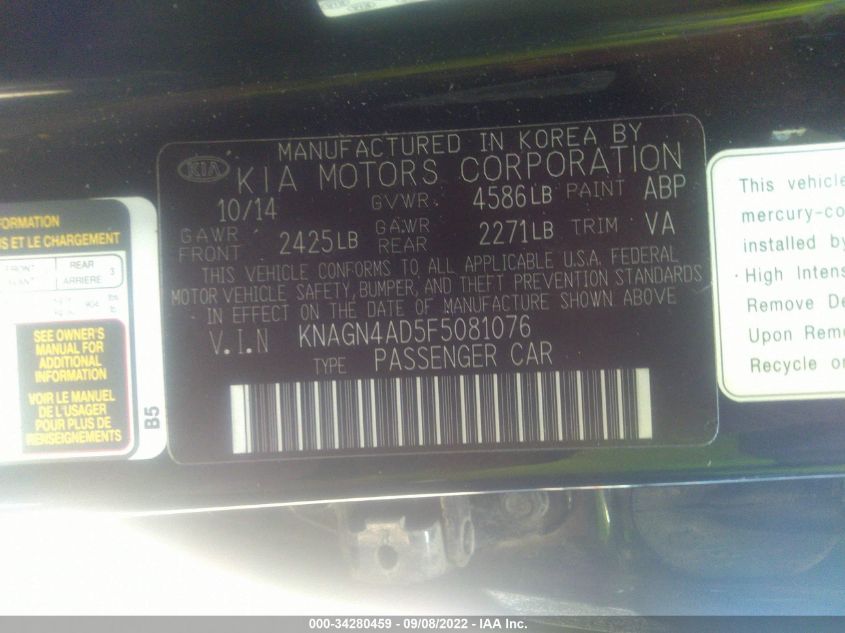 KIA
MANUFACTURED IN KOREA BY
KIA MOTORS CORPORATION
10/14 GVWR 4586LB PAINT ABP
GAWR FRONT 2425LB GAWR REAR 2271LB TRIM VA
THIS VEHICLE CONFORMS TO ALL APPLICABLE U.S.A. FEDERAL
MOTOR VEHICLE SAFETY, BUMPER, AND THEFT PREVENTION STANDARDS
IN EFFECT ON THE DATE OF MANUFACTURE SHOWN ABOVE
V.I.N KNAGN4AD5F5081076
TYPE PASSENGER CAR
FORMATION
ET LE CHARGEMENT
FRONT REAR
ARRIÈRE 3
SEE OWNER'S
MANUAL FOR
ADDITIONAL
INFORMATION
VOIR LE MANUEL
DE L'USAGER
POUR PLUS DE
RENSEIGNEMENTS
B5
This vehicle
mercury-co
installed by
· High Intens
Remove De
Upon Remo
Recycle or
000-34280459 - 09/08/2022 - IAA Inc.